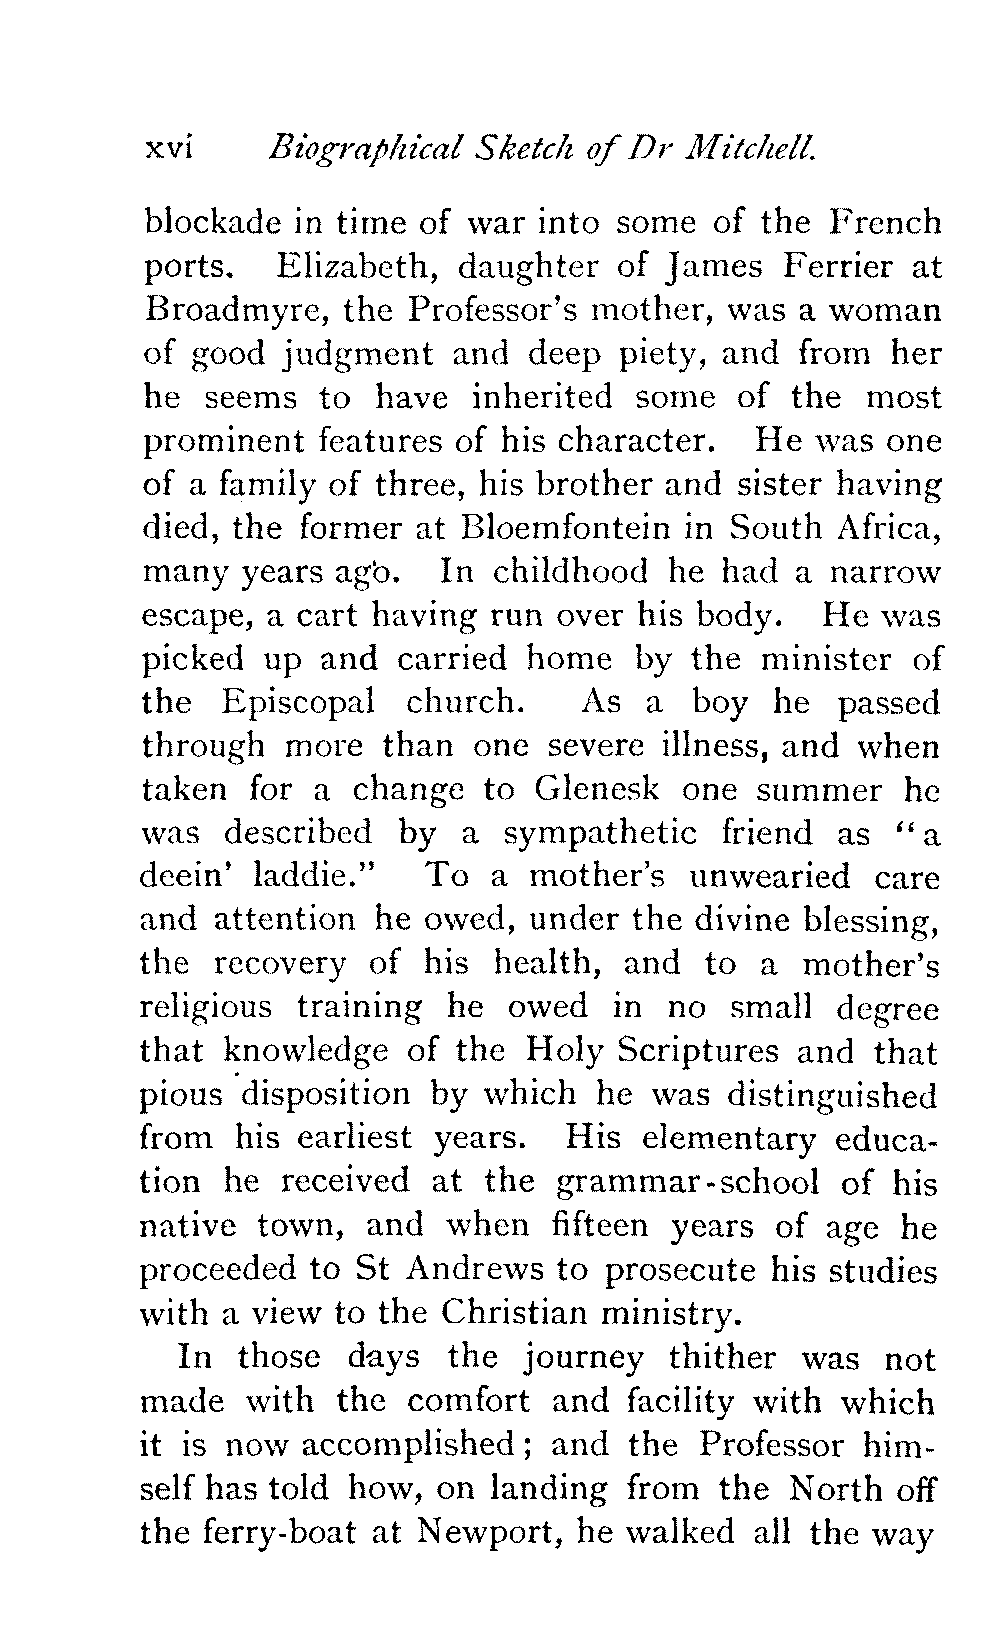 xvi Biographical Sketch of Dr Mitchell.
blockade in time of war into some of the French
ports. Elizabeth, daughter of James Ferrier at
Broadmyre, the Professor's mother, was a woman
of good judgment and deep piety, and from her
he seems to have inherited some of the most
prominent features of his character. He was one
of a family of three, his brother and sister having
died, the former at Bloemfontein in South Africa,
many years ago. In childhood he had a narrow
escape, a cart having run over his body. He was
picked up and carried home by the minister of
the Episcopal church. As a boy he passed
through more than one severe illness, and when
taken for a change to Glenesk one summer he
was described by a sympathetic friend as "a
deein' laddie." To a mother's unwearied care
and attention he owed, under the divine blessing,
the recovery of his health, and to a mother's
religious training he owed in no small degree
that knowledge of the Holy Scriptures and that
pious disposition by which he was distinguished
from his earliest years. His elementary educa-
tion he received at the grammar-school of his
native town, and when fifteen years of age he
proceeded to St Andrews to prosecute his studies
with a view to the Christian ministry.
In those days the journey thither was not
made with the comfort and facility with which
it is now accomplished; and the Professor him-
self has told how, on landing from the North off
the ferry-boat at Newport, he walked all the way